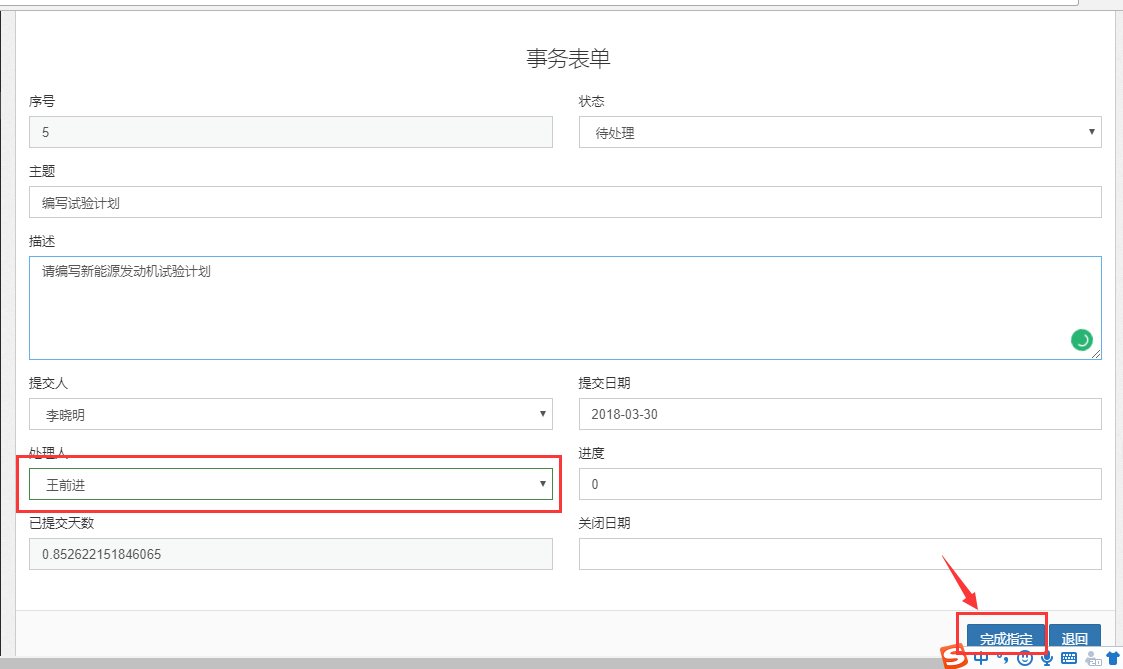 事务表单
序号
状态
5
待处理
主题
编写试验计划
描述
请编写新能源发动机试验计划
提交人
提交日期
李晓明
2018-03-30
处理人
进度
王前进
0
已提交天数
关闭日期
0.852622151846065
完成指定
退回
S中